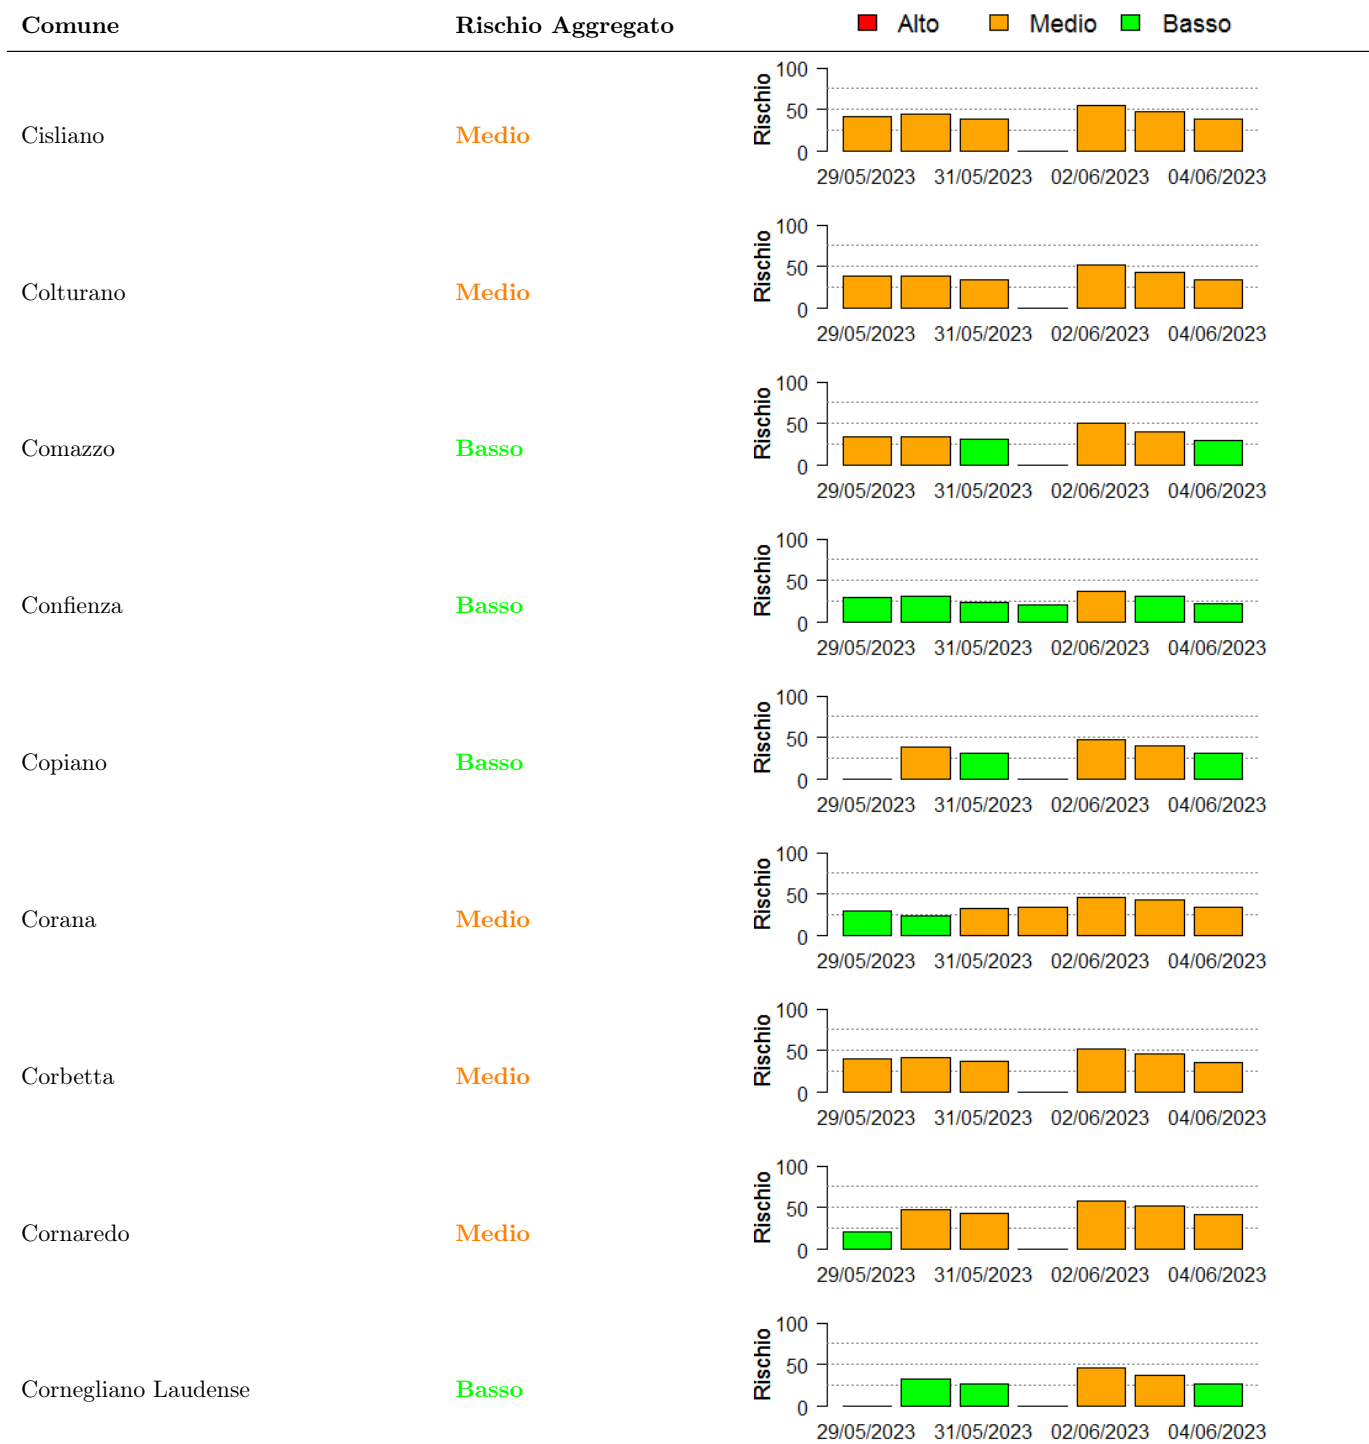 Comune Rischio Aggregato Alto Medio Basso
100
50
0
Rischio
Cisliano Medio
29/05/2023 31/05/2023 02/06/2023 04/06/2023
100
50
0
Rischio
Colturano Medio
29/05/2023 31/05/2023 02/06/2023 04/06/2023
100
50
0
Rischio
Comazzo Basso
29/05/2023 31/05/2023 02/06/2023 04/06/2023
100
50
0
Rischio
Confienza Basso
29/05/2023 31/05/2023 02/06/2023 04/06/2023
100
50
0
Rischio
Copiano Basso
29/05/2023 31/05/2023 02/06/2023 04/06/2023
100
50
0
Rischio
Corana Medio
29/05/2023 31/05/2023 02/06/2023 04/06/2023
100
50
0
Rischio
Corbetta Medio
29/05/2023 31/05/2023 02/06/2023 04/06/2023
100
50
0
Rischio
Cornaredo Medio
29/05/2023 31/05/2023 02/06/2023 04/06/2023
100
50
0
Rischio
Cornegliano Laudense Basso
29/05/2023 31/05/2023 02/06/2023 04/06/2023